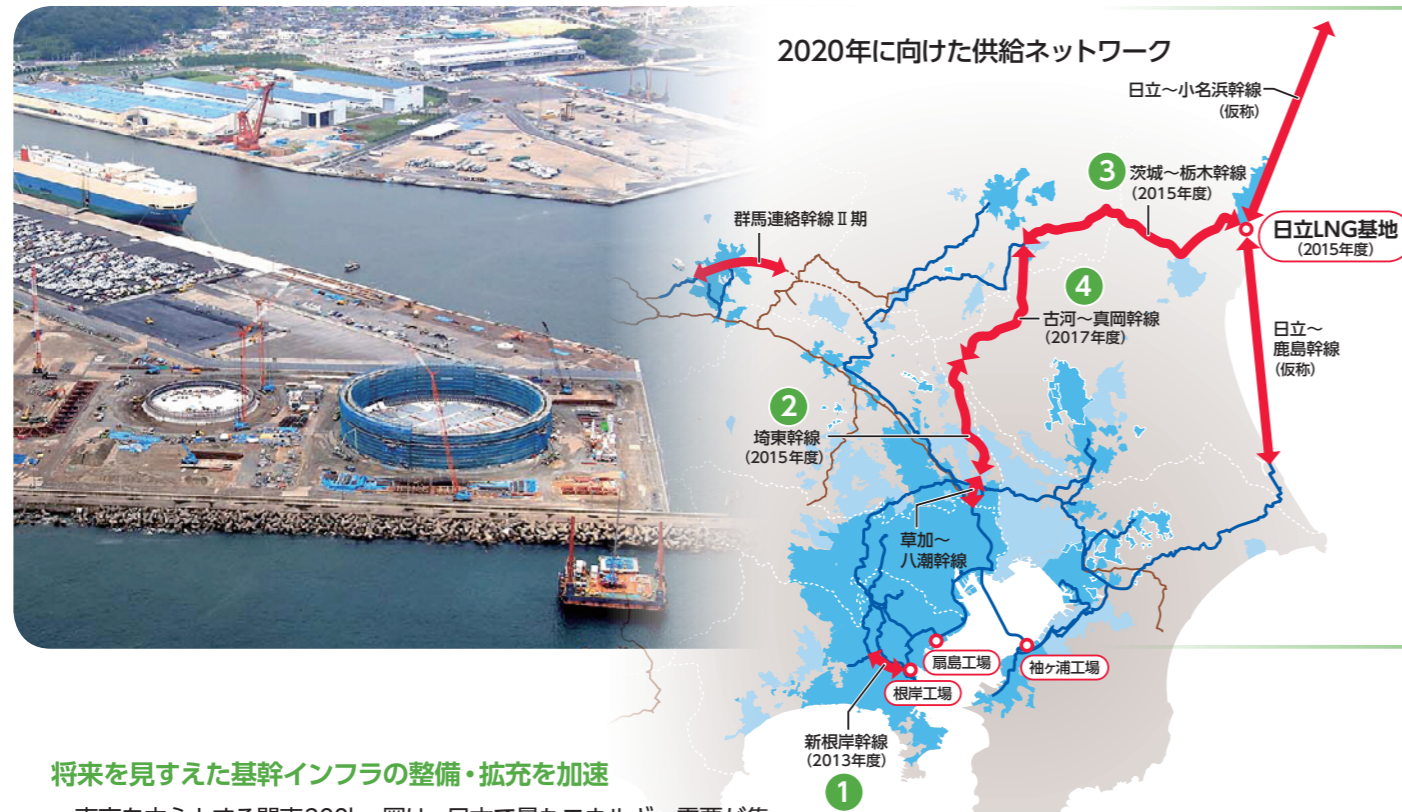 2020年に向けた供給ネットワーク
日立〜小名浜幹線
（仮称）
3
茨城〜栃木幹線
（2015年度）
群馬連絡幹線Ⅱ期
日立LNG基地
（2015年度）
4
古河〜真岡幹線
（2017年度）
日立〜
鹿島幹線
（仮称）
2
埼東幹線
（2015年度）
草加〜
八潮幹線
扇島工場
袖ヶ浦工場
根岸工場
新根岸幹線
（2013年度）
1
将来を見すえた基幹インフラの整備・拡充を加速